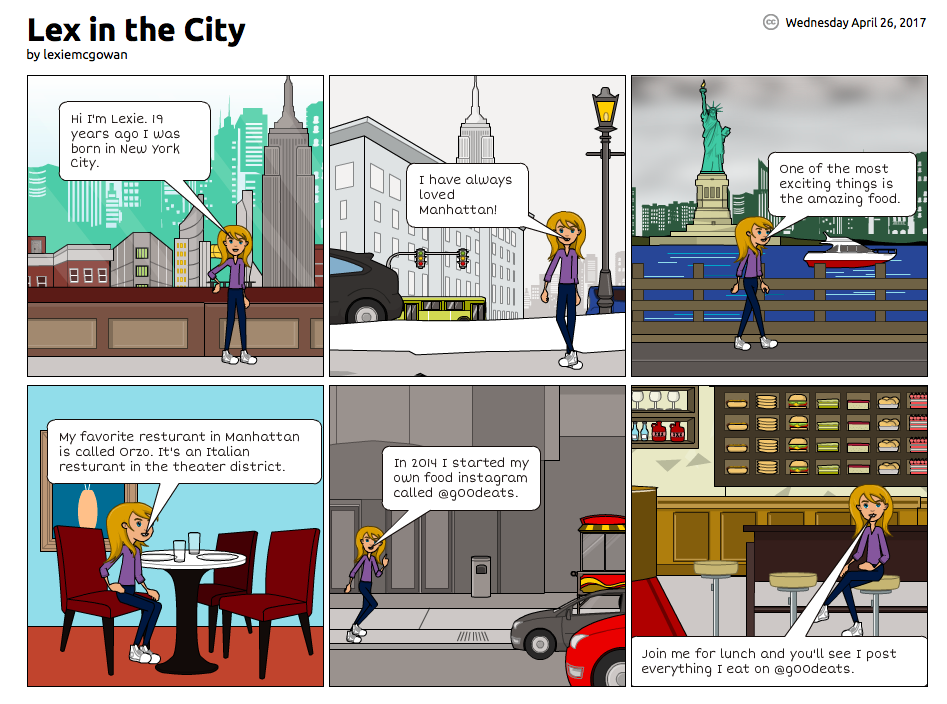 Lex in the City
by lexiemcgowan
cc
Wednesday April 26, 2017
Hi I'm Lexie. 19
years ago I was
born in New York
City.
I have always
loved
Manhattan!
One of the most
exciting things is
the amazing food.
My favorite resturant in Manhattan
is called Orzo. It's an Italian
resturant in the theater district.
In 2014 I started my
own food instagram
called @g00deats.
Join me for lunch and you'll see I post
everything I eat on @g00deats.